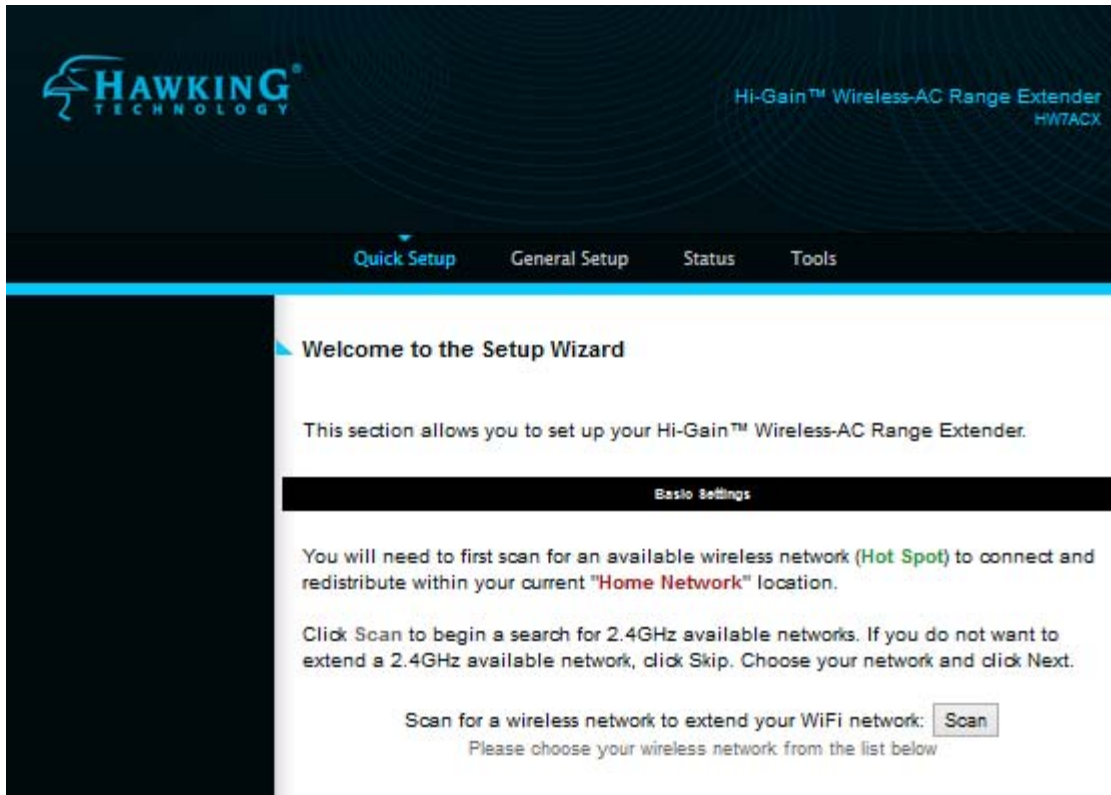 HAWKING®
TECHNOLOGY
Hi-Gain™ Wireless-AC Range Extender
HW7ACX
Quick Setup General Setup Status Tools
Welcome to the Setup Wizard
This section allows you to set up your Hi-Gain™ Wireless-AC Range Extender.
Basic Settings
You will need to first scan for an available wireless network (Hot Spot) to connect and
redistribute within your current "Home Network" location.
Click Scan to begin a search for 2.4GHz available networks. If you do not want to
extend a 2.4GHz available network, click Skip. Choose your network and click Next.
Scan for a wireless network to extend your WiFi network: Scan
Please choose your wireless network from the list below